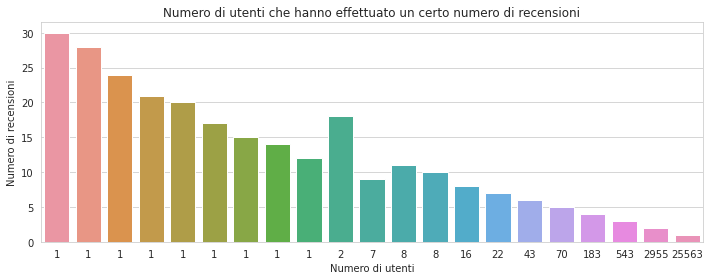 Numero di utenti che hanno effettuato un certo numero di recensioni
Numero di recensioni
30
25
20
15
10
5
0
1 1 1 1 1 1 1 1 1 2 7 8 8 16 22 43 70 183 543 2955 25563
Numero di utenti